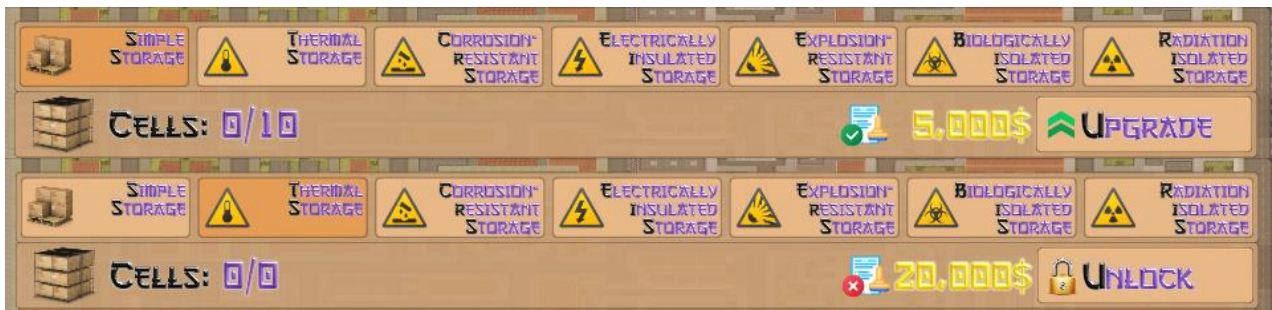 Simple Storage
Thermal Storage
Corrosion-Resistant Storage
Electrically Insulated Storage
Explosion-Resistant Storage
Biologically Isolated Storage
Radiation Isolated Storage
Cells: 0/10
5,000$
Upgrade
Simple Storage
Thermal Storage
Corrosion-Resistant Storage
Electrically Insulated Storage
Explosion-Resistant Storage
Biologically Isolated Storage
Radiation Isolated Storage
Cells: 0/0
20,000$
Unlock